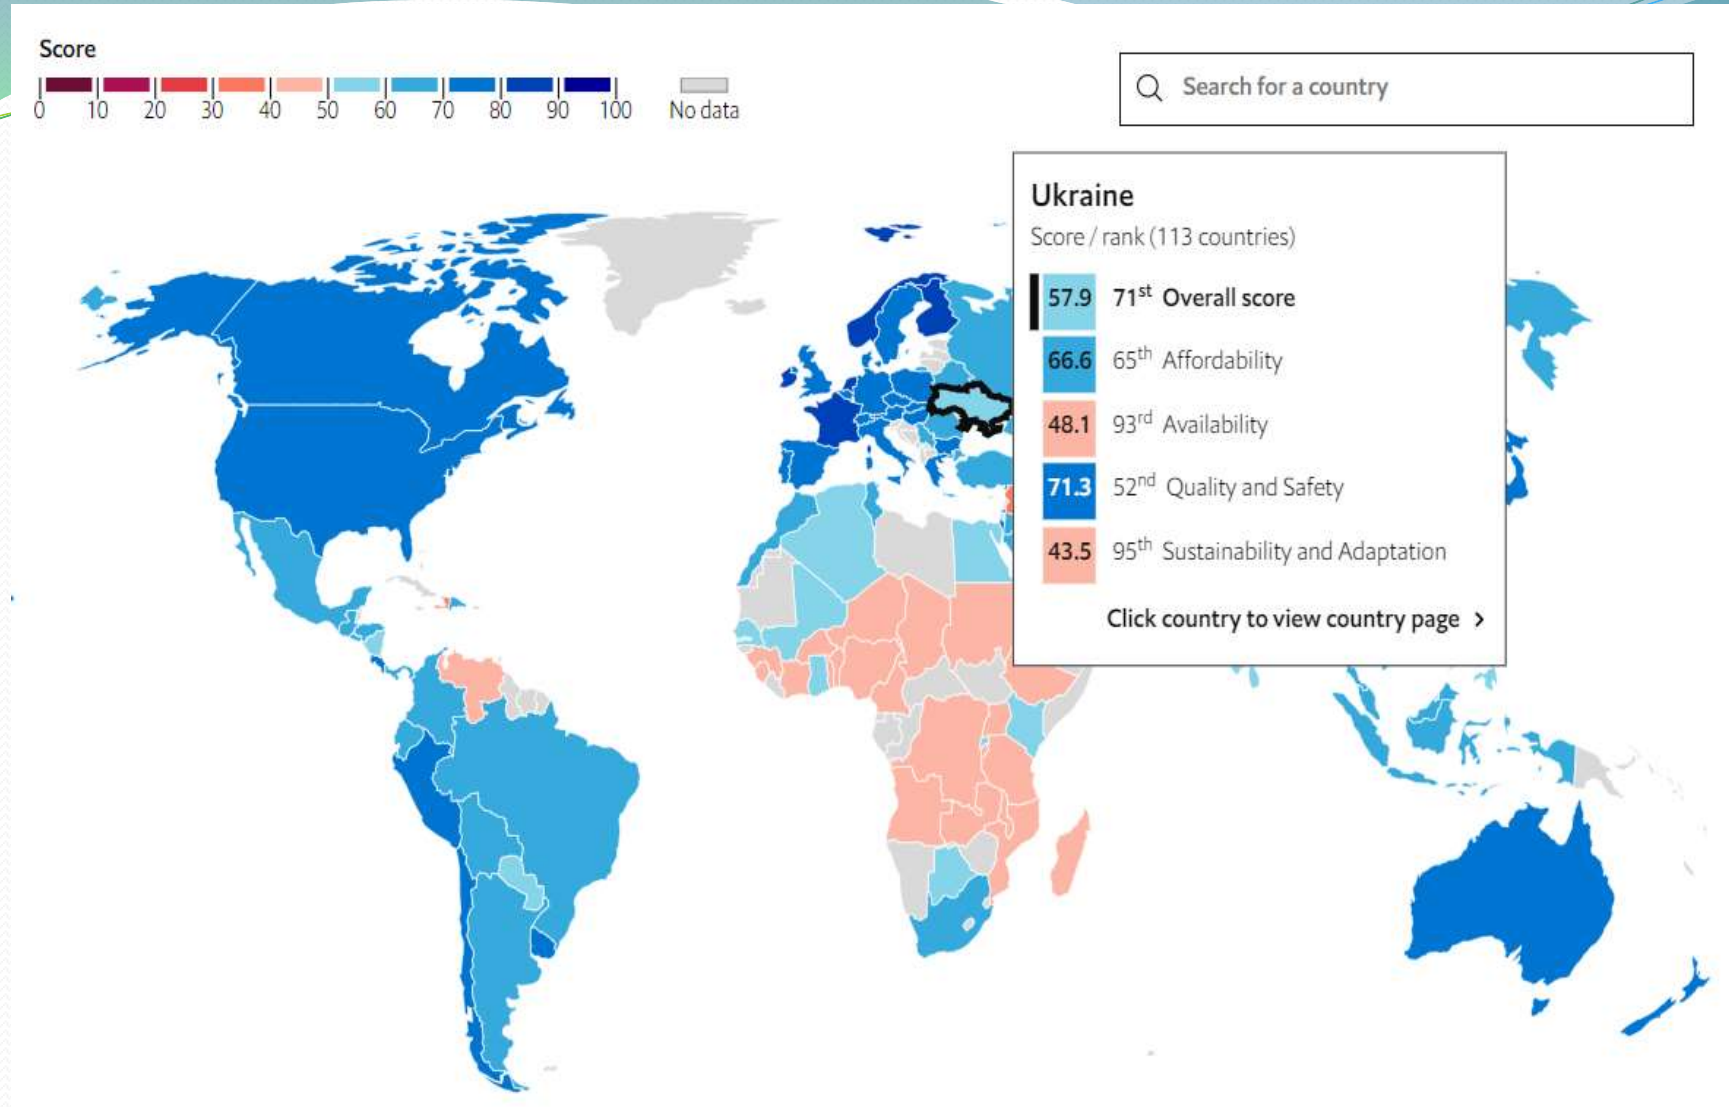 Score
0 10 20 30 40 50 60 70 80 90 100 No data
Search for a country
Ukraine
Score / rank (113 countries)
57.9 71st Overall score
66.6 65th Affordability
48.1 93rd Availability
71.3 52nd Quality and Safety
43.5 95th Sustainability and Adaptation
Click country to view country page >